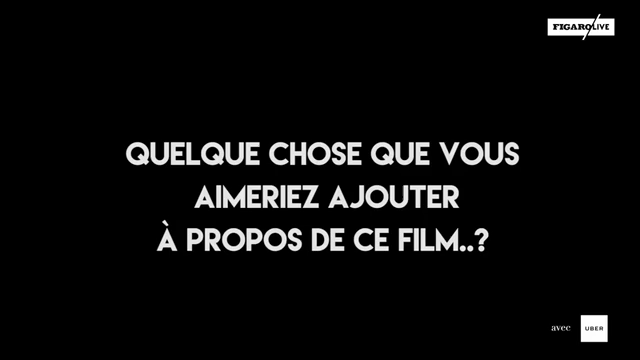 FIGARO/LIVE
QUELQUE CHOSE QUE VOUS
AIMERIEZ AJOUTER
À PROPOS DE CE FILM..?
avec UBER